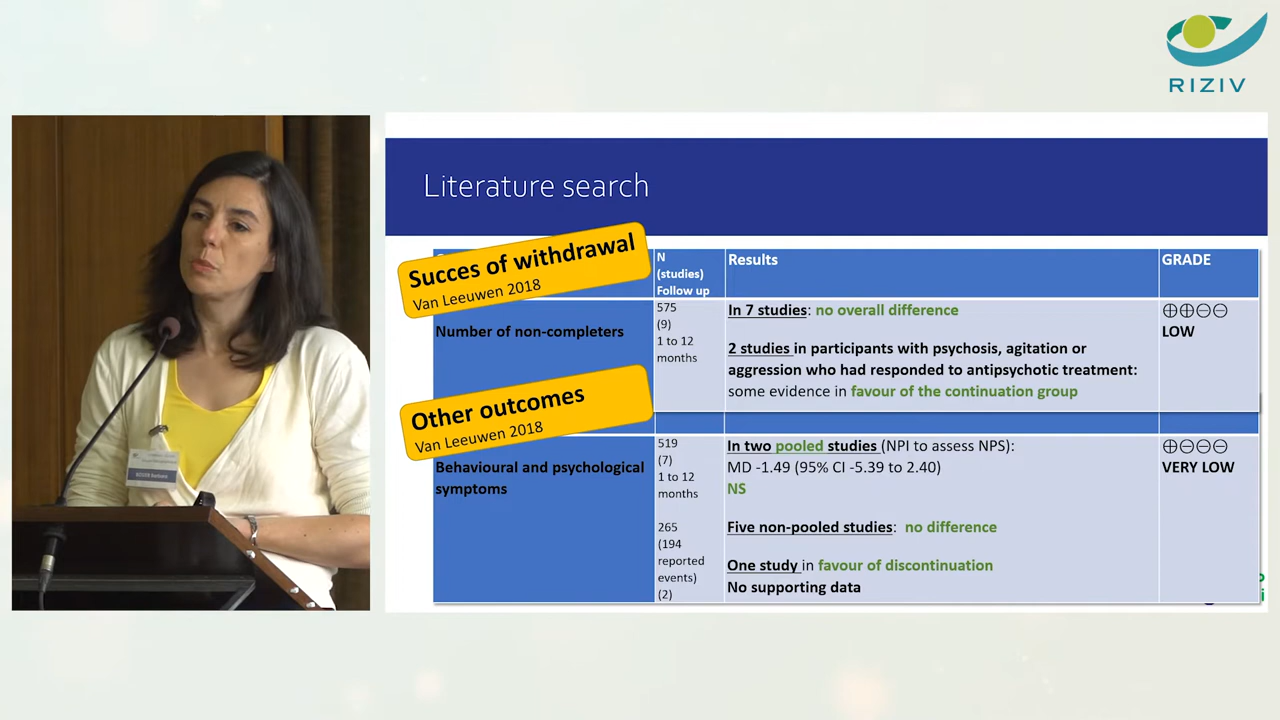 RIZIV
Literature search
Succes of withdrawal
Van Leeuwen 2018
N
(studies)
Follow up
Results
GRADE
Number of non-completers
575
(9)
1 to 12
months
In 7 studies: no overall difference
2 studies in participants with psychosis, agitation or
aggression who had responded to antipsychotic treatment:
some evidence in favour of the continuation group
⨁⨁⊖⊖
LOW
Other outcomes
Van Leeuwen 2018
Behavioural and psychological
symptoms
519
(7)
1 to 12
months
265
(194
reported
events)
(2)
In two pooled studies (NPI to assess NPS):
MD -1.49 (95% CI -5.39 to 2.40)
NS
Five non-pooled studies: no difference
One study in favour of discontinuation
No supporting data
⨁⊖⊖⊖
VERY LOW